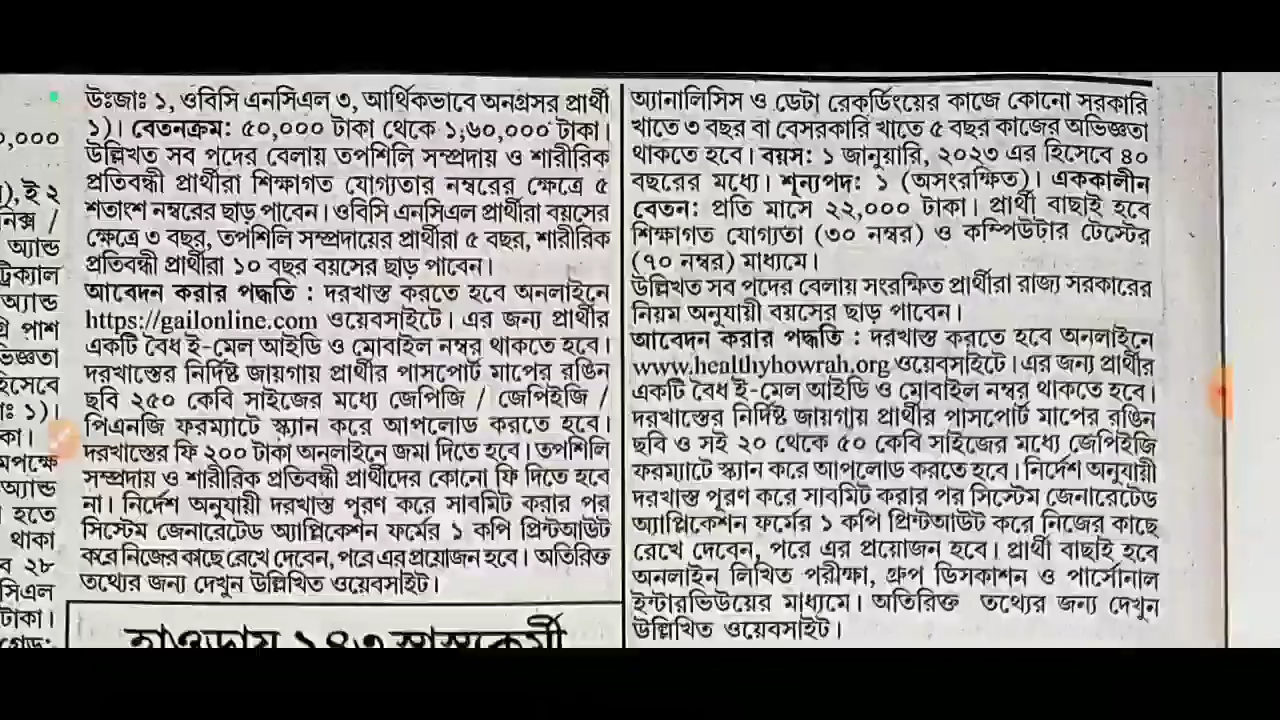 ০,০০০
), ই ২
নিক্স /
অ্যান্ড
ট্রিক্যাল
অ্যান্ড
পাশ
ভিজ্ঞতা
হিসেবে
ঃ ১)।
কা।
মপক্ষে
অ্যান্ড
হতে
থাকা
ব ২৮
সিএল
টাকা।
গ্রেড:
উঃজাঃ ১, ওবিসি এনসিএল ৩, আর্থিকভাবে অনগ্রসর প্রার্থী
১)। বেতনক্রম: ৫০,০০০ টাকা থেকে ১,৬০,০০০ টাকা।
উল্লিখিত সব পদের বেলায় তপশিলি সম্প্রদায় ও শারীরিক
প্রতিবন্ধী প্রার্থীরা শিক্ষাগত যোগ্যতার নম্বরের ক্ষেত্রে ৫
শতাংশ নম্বরের ছাড় পাবেন। ওবিসি এনসিএল প্রার্থীরা বয়সের
ক্ষেত্রে ৩ বছর, তপশিলি সম্প্রদায়ের প্রার্থীরা ৫ বছর, শারীরিক
প্রতিবন্ধী প্রার্থীরা ১০ বছর বয়সের ছাড় পাবেন।
আবেদন করার পদ্ধতি : দরখাস্ত করতে হবে অনলাইনে
https://gailonline.com ওয়েবসাইটে। এর জন্য প্রার্থীর
একটি বৈধ ই-মেল আইডি ও মোবাইল নম্বর থাকতে হবে।
দরখাস্তের নির্দিষ্ট জায়গায় প্রার্থীর পাসপোর্ট মাপের রঙিন
ছবি ২৫০ কেবি সাইজের মধ্যে জেপিজি / জেপিইজি /
পিএনজি ফরম্যাটে স্ক্যান করে আপলোড করতে হবে।
দরখাস্তের ফি ২০০ টাকা অনলাইনে জমা দিতে হবে। তপশিলি
সম্প্রদায় ও শারীরিক প্রতিবন্ধী প্রার্থীদের কোনো ফি দিতে হবে
না। নির্দেশ অনুযায়ী দরখাস্ত পূরণ করে সাবমিট করার পর
সিস্টেম জেনারেটেড অ্যাপ্লিকেশন ফর্মের ১ কপি প্রিন্টআউট
করে নিজের কাছে রেখে দেবেন, পরে এর প্রয়োজন হবে। অতিরিক্ত
তথ্যের জন্য দেখুন উল্লিখিত ওয়েবসাইট।
হাওড়ায় ১৪৩ স্বাস্থ্যকর্মী
অ্যানালিসিস ও ডেটা রেকর্ডিংয়ের কাজে কোনো সরকারি
খাতে ৩ বছর বা বেসরকারি খাতে ৫ বছর কাজের অভিজ্ঞতা
থাকতে হবে। বয়স: ১ জানুয়ারি, ২০২৩ এর হিসেবে ৪০
বছরের মধ্যে। শূন্যপদ: ১ (অসংরক্ষিত)। এককালীন
বেতন: প্রতি মাসে ২২,০০০ টাকা। প্রার্থী বাছাই হবে
শিক্ষাগত যোগ্যতা (৩০ নম্বর) ও কম্পিউটার টেস্টের
(৭০ নম্বর) মাধ্যমে।
উল্লিখিত সব পদের বেলায় সংরক্ষিত প্রার্থীরা রাজ্য সরকারের
নিয়ম অনুযায়ী বয়সের ছাড় পাবেন।
আবেদন করার পদ্ধতি : দরখাস্ত করতে হবে অনলাইনে
www.healthyhowrah.org ওয়েবসাইটে। এর জন্য প্রার্থীর
একটি বৈধ ই-মেল আইডি ও মোবাইল নম্বর থাকতে হবে।
দরখাস্তের নির্দিষ্ট জায়গায় প্রার্থীর পাসপোর্ট মাপের রঙিন
ছবি ও সই ২০ থেকে ৫০ কেবি সাইজের মধ্যে জেপিইজি
ফরম্যাটে স্ক্যান করে আপলোড করতে হবে। নির্দেশ অনুযায়ী
দরখাস্ত পূরণ করে সাবমিট করার পর সিস্টেম জেনারেটেড
অ্যাপ্লিকেশন ফর্মের ১ কপি প্রিন্টআউট করে নিজের কাছে
রেখে দেবেন, পরে এর প্রয়োজন হবে। প্রার্থী বাছাই হবে
অনলাইন লিখিত পরীক্ষা, গ্রুপ ডিসকাশন ও পার্সোনাল
ইন্টারভিউয়ের মাধ্যমে। অতিরিক্ত তথ্যের জন্য দেখুন
উল্লিখিত ওয়েবসাইট।